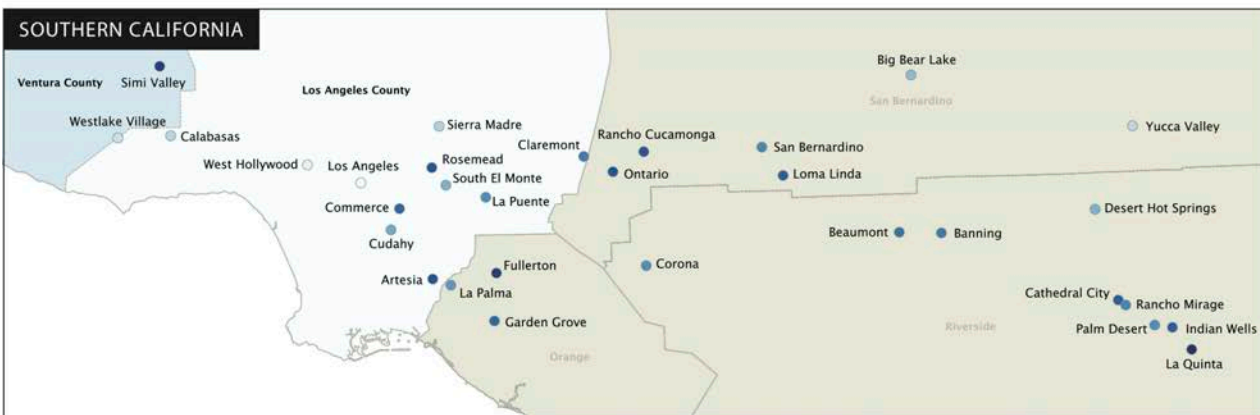 SOUTHERN CALIFORNIA
Big Bear Lake
Ventura County
Simi Valley
Los Angeles County
San Bernardino
Westlake Village
Calabasas
Sierra Madre
Claremont
Rancho Cucamonga
San Bernardino
Yucca Valley
West Hollywood
Los Angeles
Rosemead
South El Monte
Ontario
Loma Linda
La Puente
Commerce
Desert Hot Springs
Cudahy
Beaumont
Banning
Artesia
Fullerton
Corona
La Palma
Cathedral City
Rancho Mirage
Garden Grove
Riverside
Palm Desert
Indian Wells
Orange
La Quinta